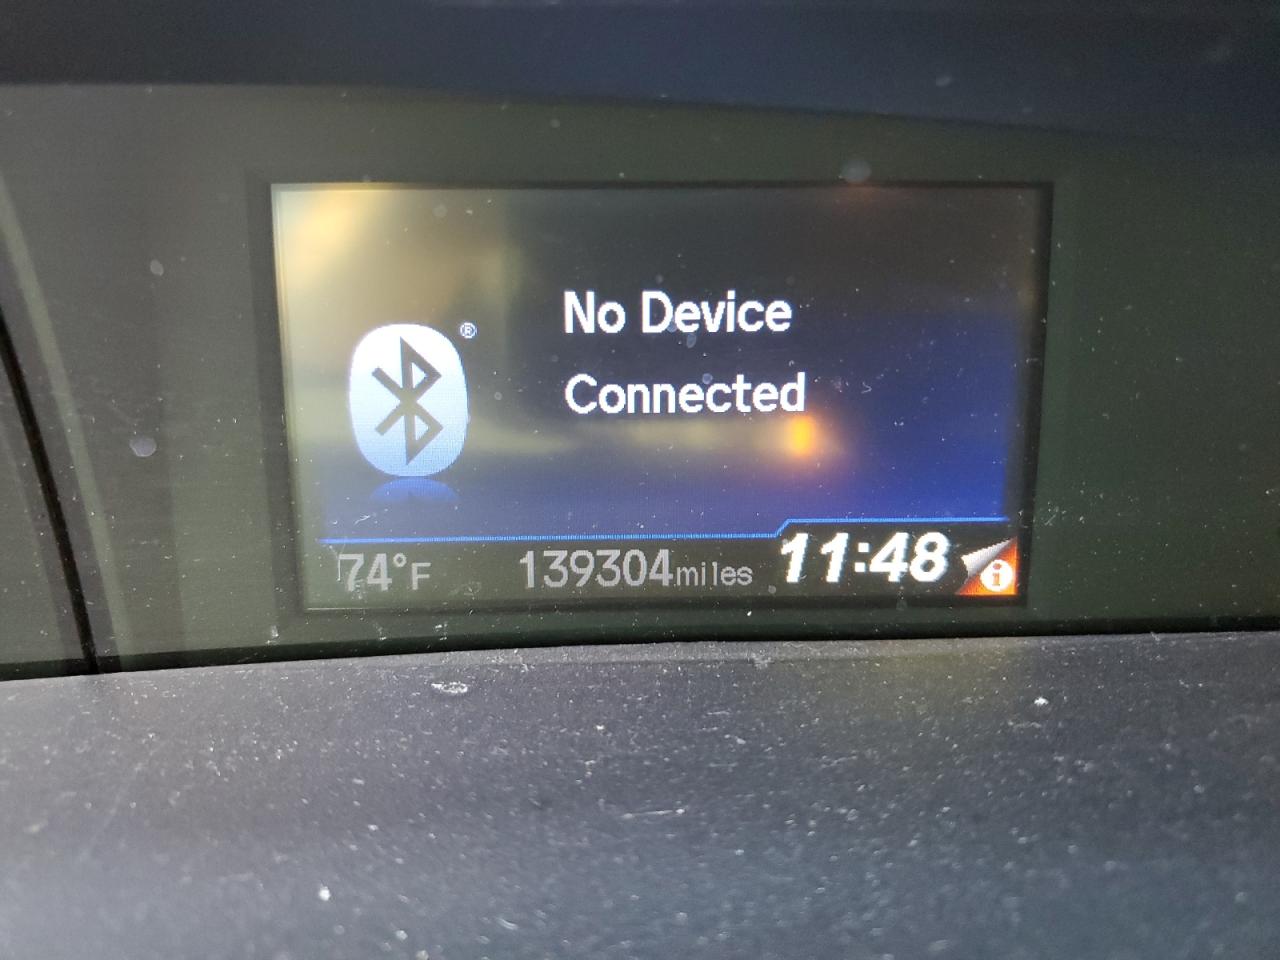 ®
No Device
Connected
74°F 139304miles 11:48 i